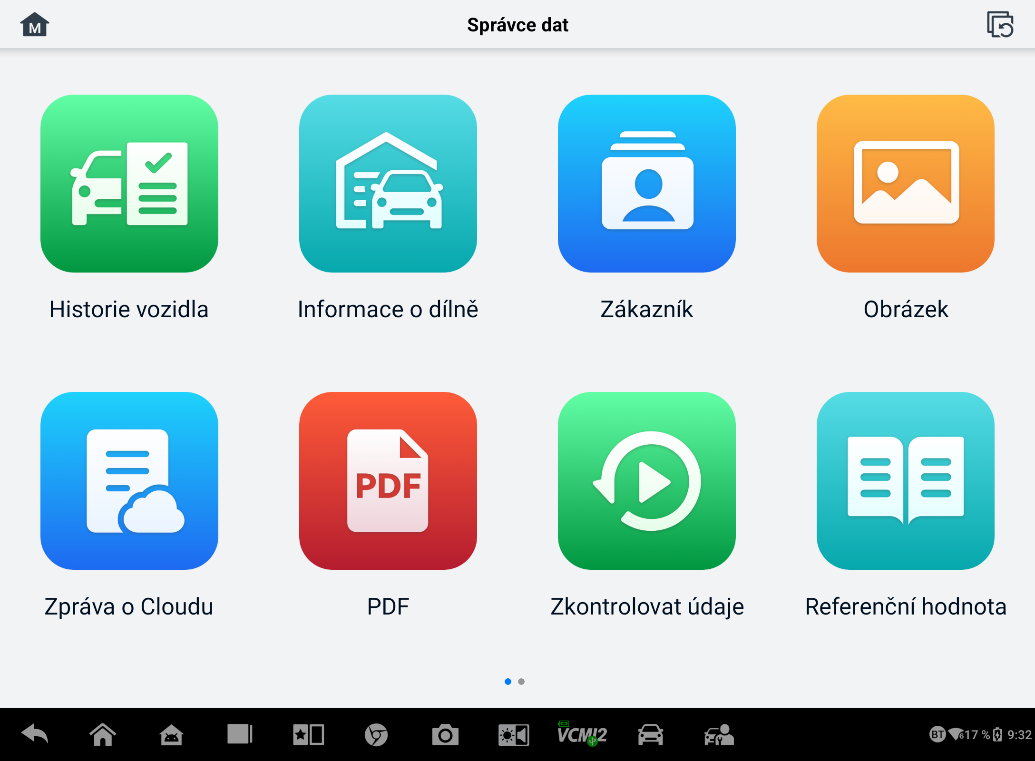 M
Správce dat
Historie vozidla
Informace o dílně
Zákazník
Obrázek
PDF
Zpráva o Cloudu
PDF
Zkontrolovat údaje
Referenční hodnota
VCMI2
BT
17 %
9:32